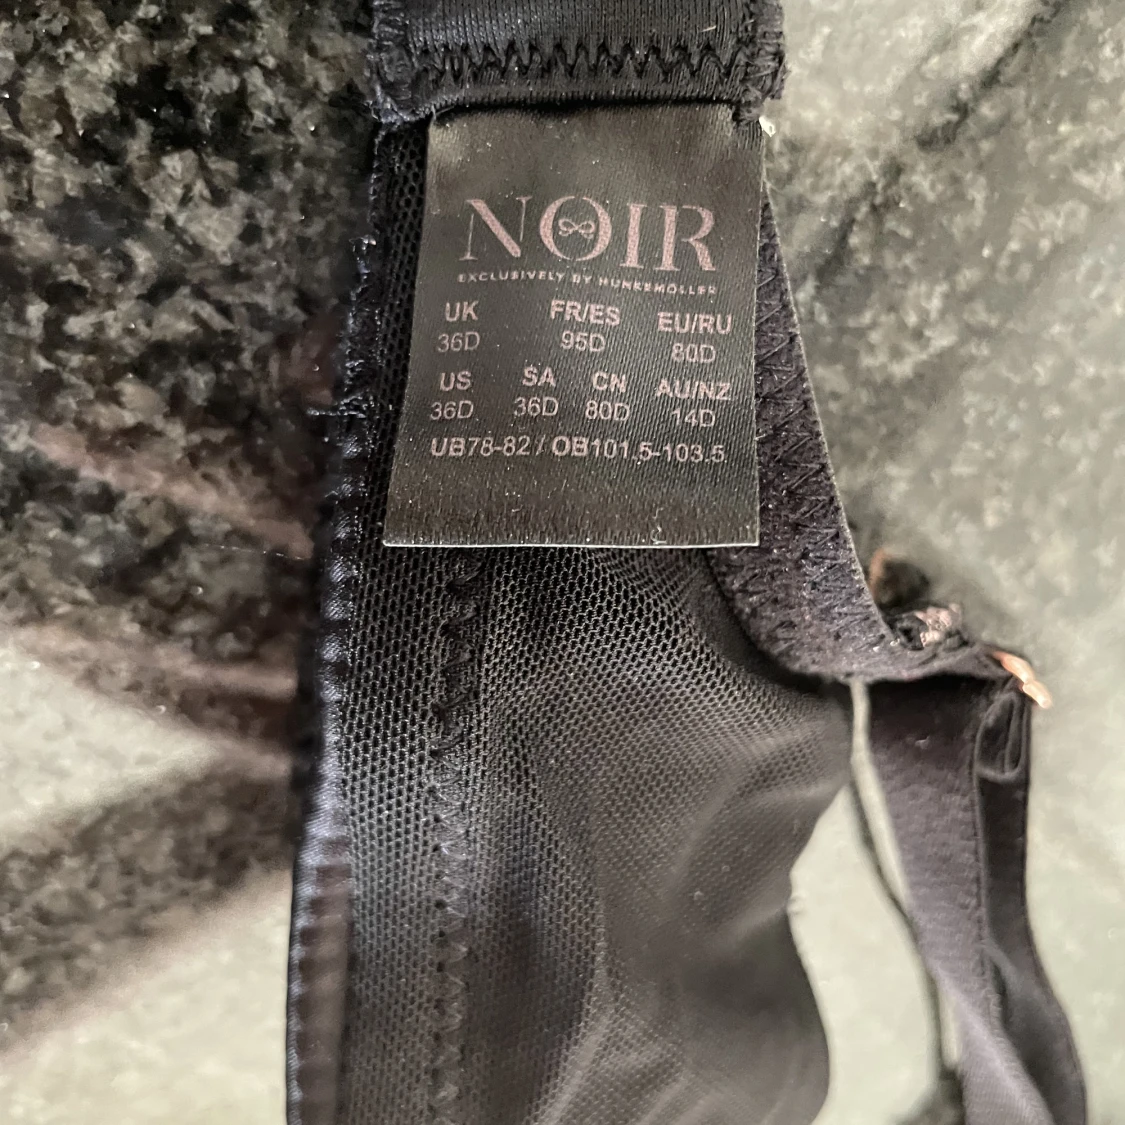 NOIR
EXCLUSIVELY BY HUNKEMÖLLER
UK FR/ES EU/RU
36D 95D 80D
US SA CN AU/NZ
36D 36D 80D 14D
UB78-82 / OB101.5-103.5